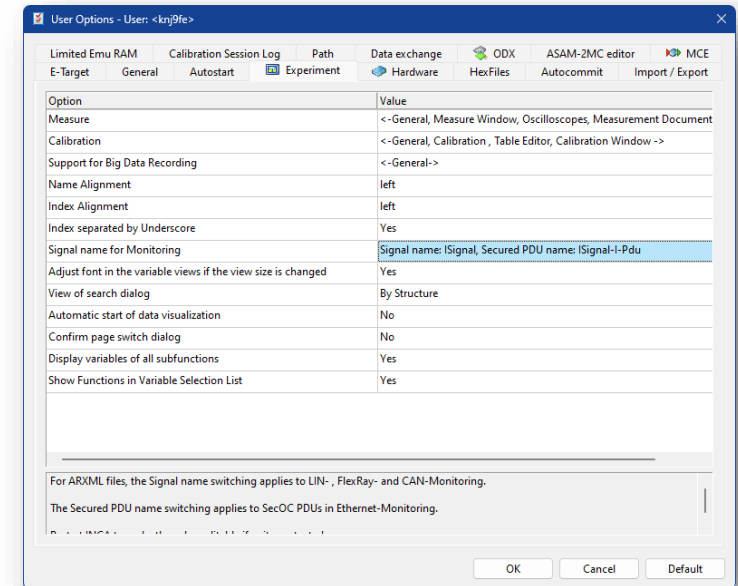 User Options - User: <knj9fe>
Limited Emu RAM Calibration Session Log Path Data exchange ODX ASAM-2MC editor MCE
E-Target General Autostart Experiment Hardware HexFiles Autocommit Import / Export
Option Value
Measure <-General, Measure Window, Oscilloscopes, Measurement Document
Calibration <-General, Calibration , Table Editor, Calibration Window ->
Support for Big Data Recording <-General->
Name Alignment left
Index Alignment left
Index separated by Underscore Yes
Signal name for Monitoring Signal name: ISignal, Secured PDU name: ISignal-I-Pdu
Adjust font in the variable views if the view size is changed Yes
View of search dialog By Structure
Automatic start of data visualization No
Confirm page switch dialog No
Display variables of all subfunctions Yes
Show Functions in Variable Selection List Yes
For ARXML files, the Signal name switching applies to LIN- , FlexRay- and CAN-Monitoring.
The Secured PDU name switching applies to SecOC PDUs in Ethernet-Monitoring.
OK Cancel Default